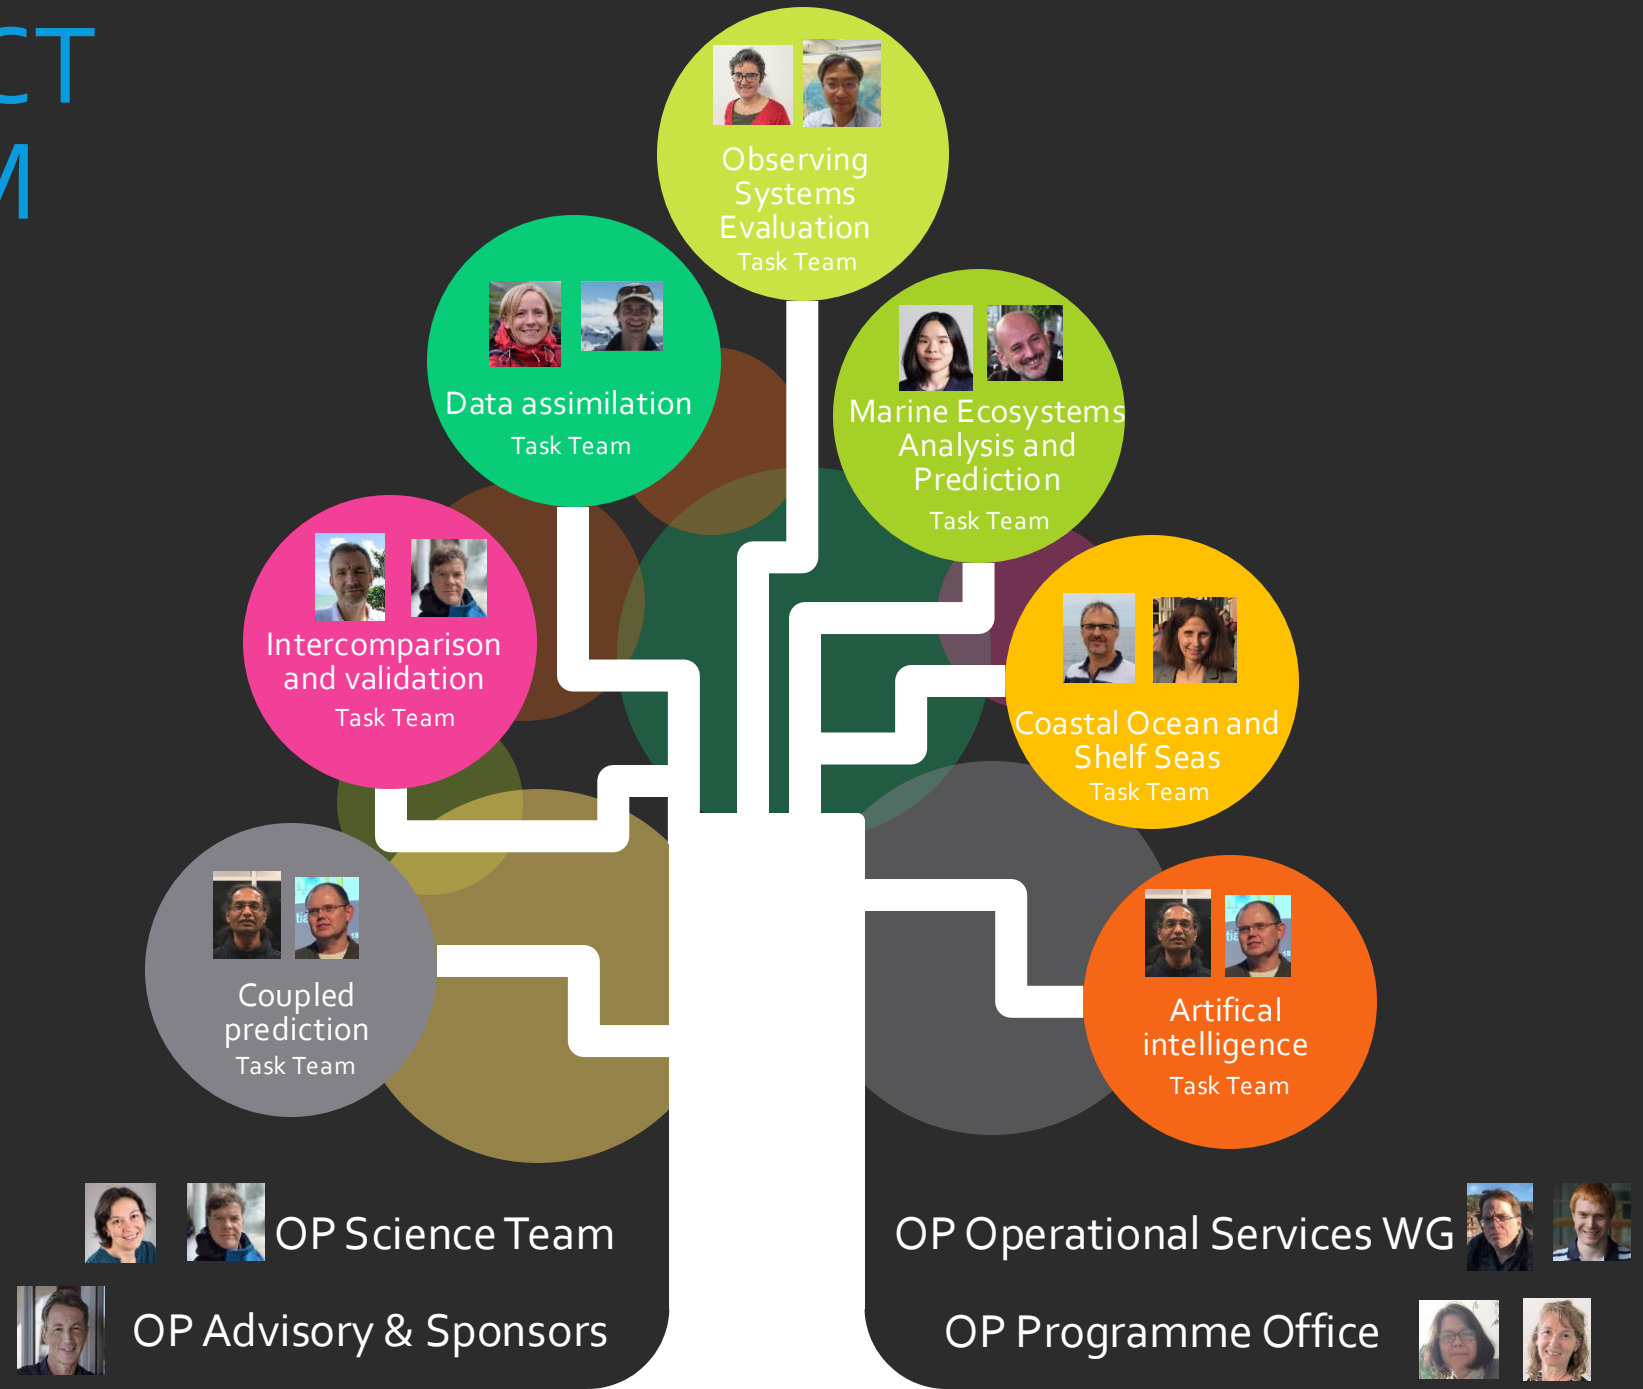 CT
M
Observing
Systems
Evaluation
Task Team
Data assimilation
Task Team
Marine Ecosystems
Analysis and
Prediction
Task Team
Intercomparison
and validation
Task Team
Coastal Ocean and
Shelf Seas
Task Team
Coupled
prediction
Task Team
Artifical
intelligence
Task Team
OP Science Team
OP Operational Services WG
OP Advisory & Sponsors
OP Programme Office